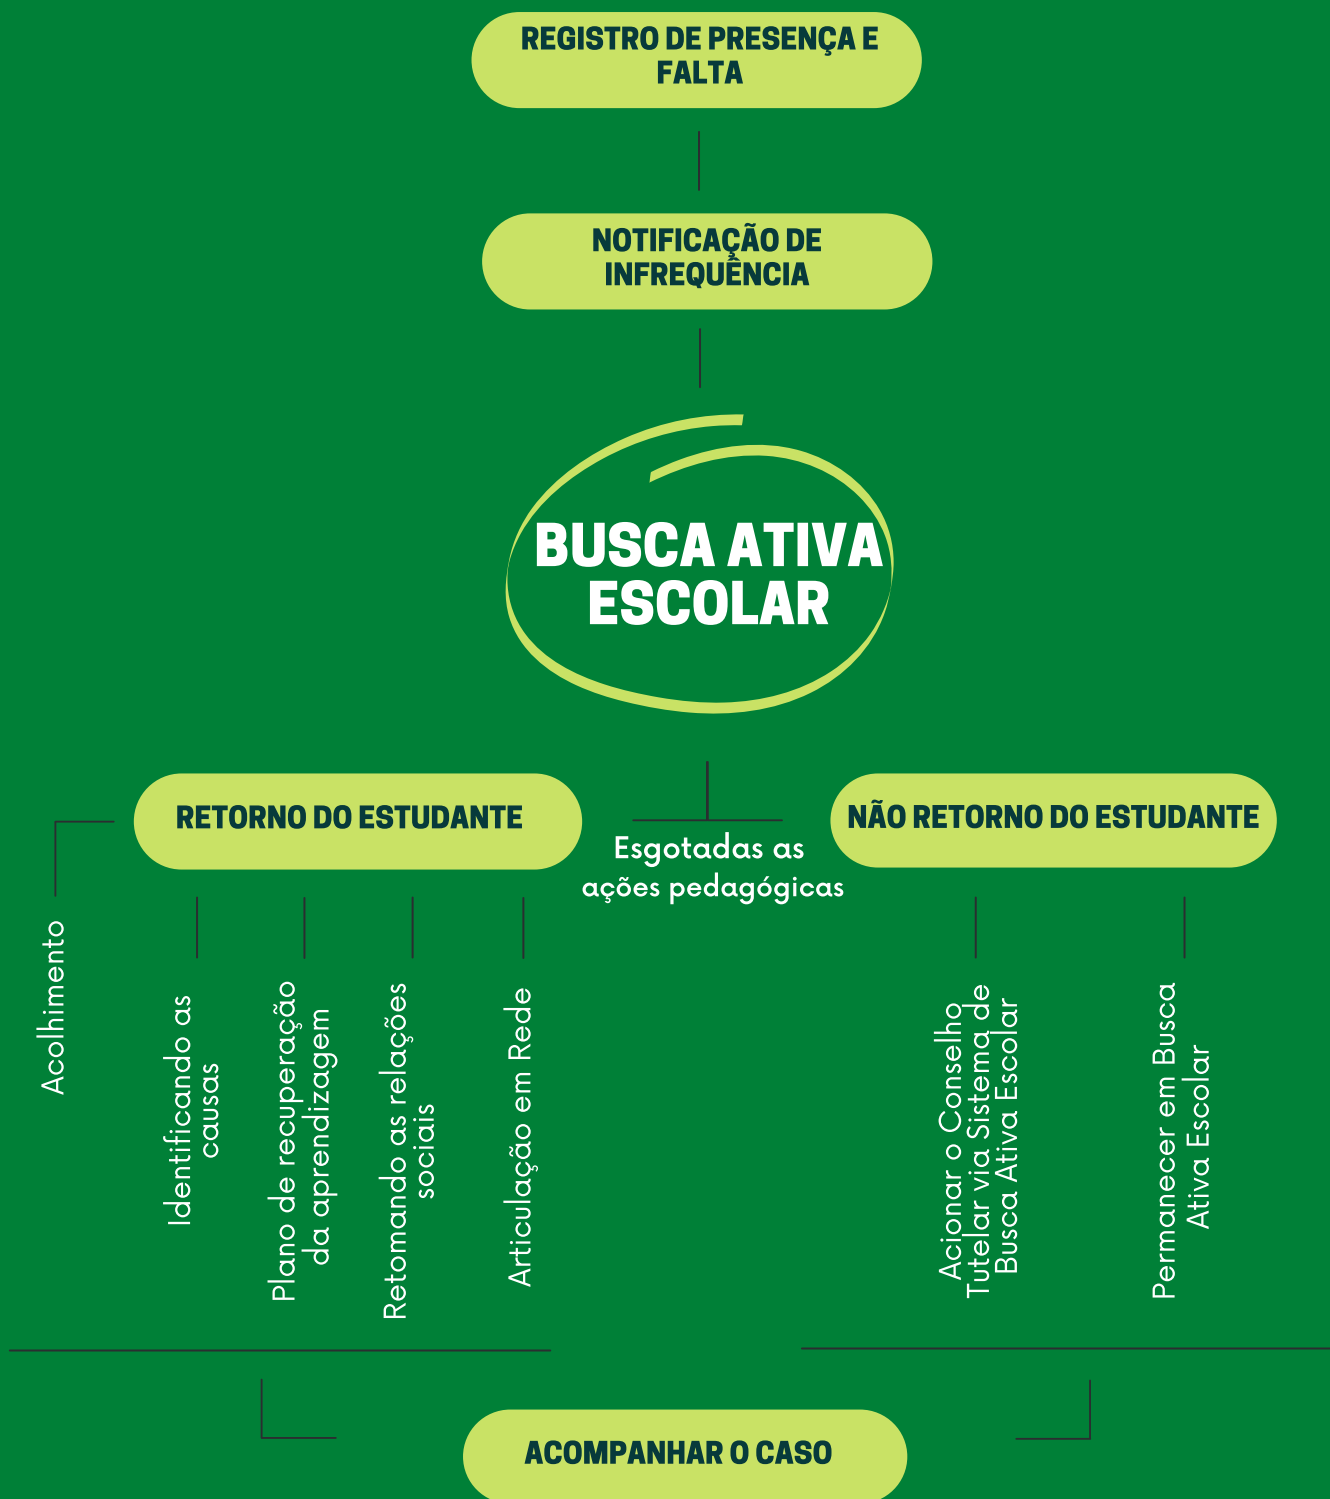 REGISTRO DE PRESENÇA E
FALTA
NOTIFICAÇÃO DE
INFREQUÊNCIA
BUSCA ATIVA
ESCOLAR
RETORNO DO ESTUDANTE
Esgotadas as
ações pedagógicas
NÃO RETORNO DO ESTUDANTE
Acolhimento
Identificando as
causas
Plano de recuperação
da aprendizagem
Retomando as relações
sociais
Articulação em Rede
Acionar o Conselho
Tutelar via Sistema de
Busca Ativa Escolar
Permanecer em Busca
Ativa Escolar
ACOMPANHAR O CASO